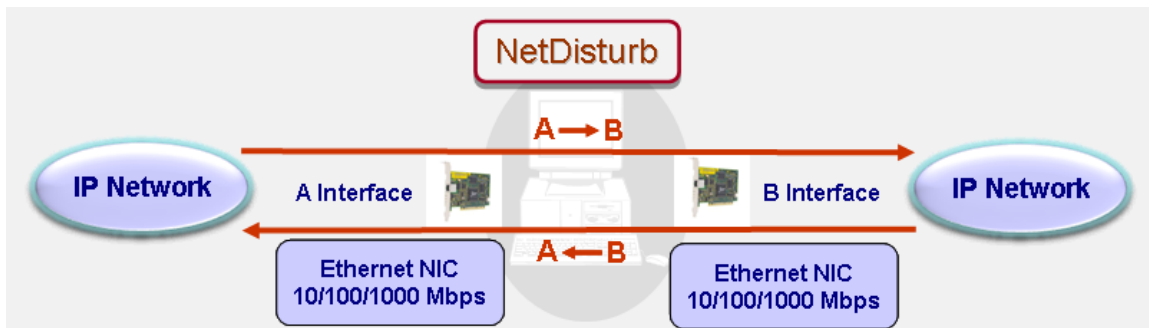 NetDisturb
A → B
IP Network
A Interface
B Interface
IP Network
A ← B
Ethernet NIC
10/100/1000 Mbps
Ethernet NIC
10/100/1000 Mbps